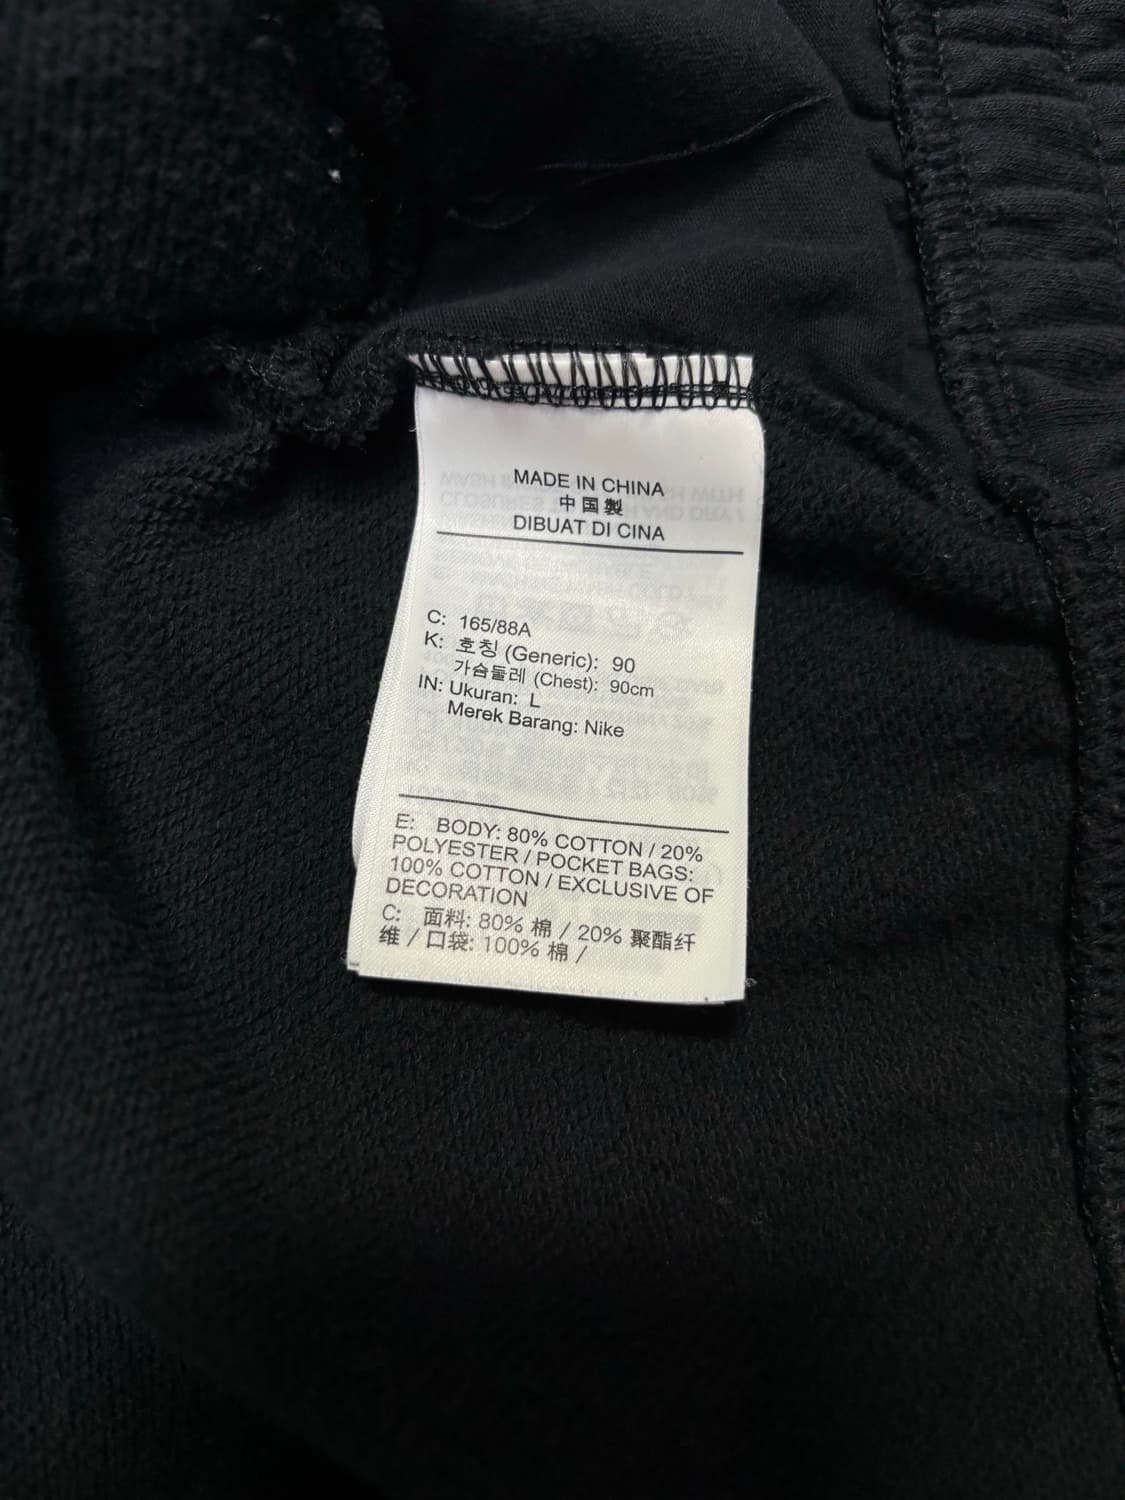 MADE IN CHINA
中国製
DIBUAT DI CINA
C: 165/88A
K: 호칭 (Generic): 90
가슴둘레 (Chest): 90cm
IN: Ukuran: L
Merek Barang: Nike
E: BODY: 80% COTTON / 20%
POLYESTER / POCKET BAGS:
100% COTTON / EXCLUSIVE OF
DECORATION
C: 面料: 80% 棉 / 20% 聚酯纤
维 / 口袋: 100% 棉 /